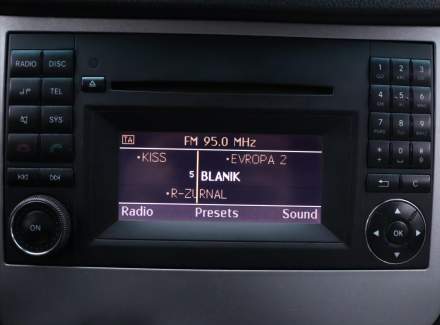 RADIO DISC
TEL
SYS
ON
TA FM 95.0 MHz
•KISS •EVROPA 2
5 BLANIK
•R-ZURNAL
Radio Presets Sound
1 2 3
4 5 6
7 8 9
* 0 #
C
OK